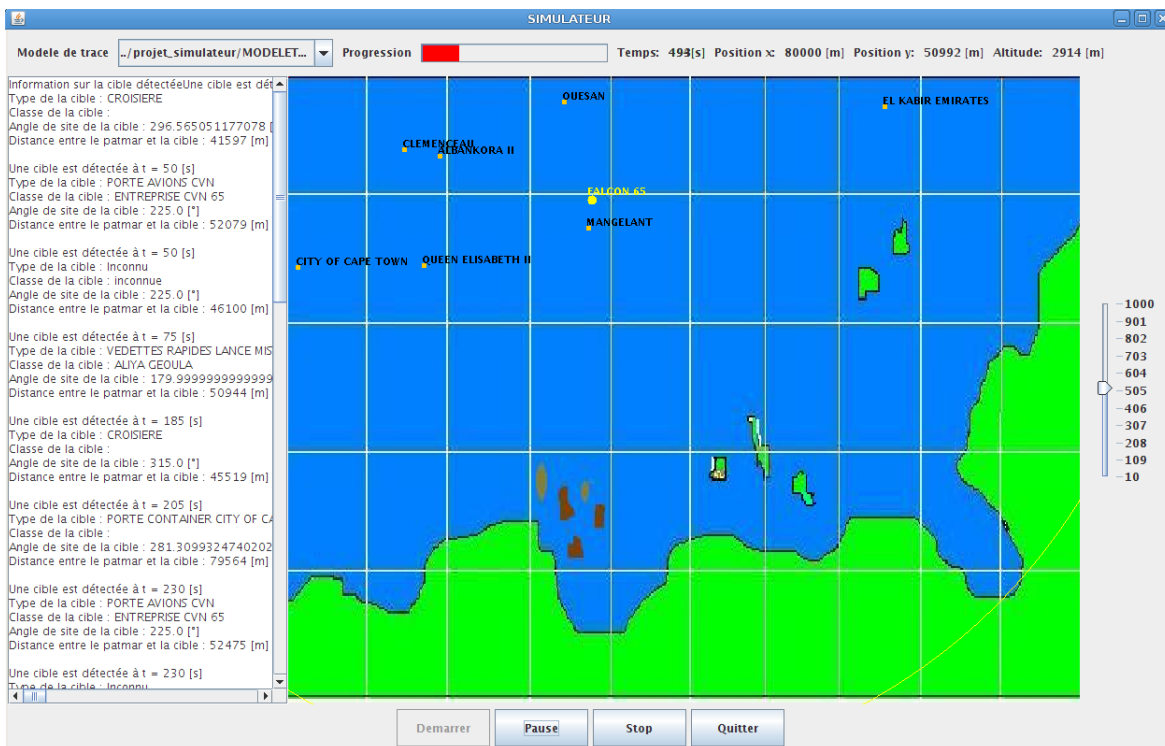 SIMULATEUR
Modele de trace ../projet_simulateur/MODELET... Progression Temps: [s] Position x: 80000 [m] Position y: 50992 [m] Altitude: 2914 [m]
Information sur la cible détectéeUne cible est dét
Type de la cible : CROISIERE
Classe de la cible :
Angle de site de la cible : 296.565051177078 [
Distance entre le patmar et la cible : 41597 [m]
Une cible est détectée à t = 50 [s]
Type de la cible : PORTE AVIONS CVN
Classe de la cible : ENTREPRISE CVN 65
Angle de site de la cible : 225.0 [°]
Distance entre le patmar et la cible : 52079 [m]
Une cible est détectée à t = 50 [s]
Type de la cible : Inconnu
Classe de la cible : inconnue
Angle de site de la cible : 225.0 [°]
Distance entre le patmar et la cible : 46100 [m]
Une cible est détectée à t = 75 [s]
Type de la cible : VEDETTES RAPIDES LANCE MIS
Classe de la cible : ALIYA GEOULA
Angle de site de la cible : 179.9999999999999
Distance entre le patmar et la cible : 50944 [m]
Une cible est détectée à t = 185 [s]
Type de la cible : CROISIERE
Classe de la cible :
Angle de site de la cible : 315.0 [°]
Distance entre le patmar et la cible : 45519 [m]
Une cible est détectée à t = 205 [s]
Type de la cible : PORTE CONTAINER CITY OF CA
Classe de la cible :
Angle de site de la cible : 281.3099324740202
Distance entre le patmar et la cible : 79564 [m]
Une cible est détectée à t = 230 [s]
Type de la cible : PORTE AVIONS CVN
Classe de la cible : ENTREPRISE CVN 65
Angle de site de la cible : 225.0 [°]
Distance entre le patmar et la cible : 52475 [m]
Une cible est détectée à t = 230 [s]
Type de la cible : Inconnu
OUESAN
EL KABIR EMIRATES
CLEMENCEAU
ALBANKORA II
FALCON 65
MANGELANT
CITY OF CAPE TOWN
QUEEN ELISABETH II
1000
901
802
703
604
505
406
307
208
109
10
Demarrer
Pause
Stop
Quitter